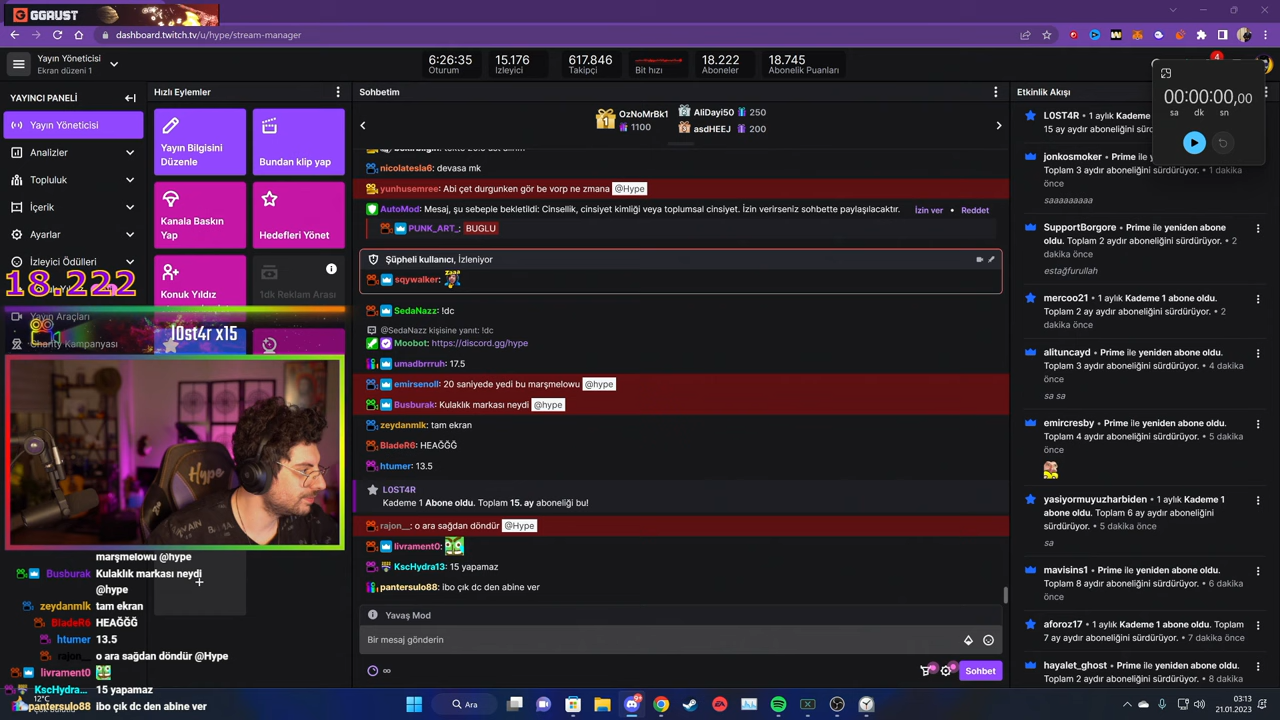 GGRUST
dashboard.twitch.tv/u/hype/stream-manager
Yayın Yöneticisi
Ekran düzeni 1
6:26:35
Oturum
15.176
İzleyici
617.846
Takipçi
Bit hızı
18.222
Aboneler
18.745
Abonelik Puanları
4
YAYINCI PANELİ
Yayın Yöneticisi
Analizler
Topluluk
İçerik
Ayarlar
İzleyici Ödülleri
18.222
Yayın Araçları
Charity Kampanyası
l0st4r x15
Hızlı Eylemler
Yayın Bilgisini Düzenle
Bundan klip yap
Kanala Baskın Yap
Hedefleri Yönet
Konuk Yıldız
1dk Reklam Arası
Hype
marşmelowu @hype
Busburak Kulaklık markası neydi
@hype
zeydanmlk tam ekran
BladeR6 HEAĞĞĞ
htumer 13.5
rajon__ o ara sağdan döndür @Hype
livrament0
KscHydra13 15 yapamaz
pantersulo88 ibo çık dc den abine ver
Sohbetim
1
OzNoMrBk1
1100
2 AliDayi50 250
3 asdHEEJ 200
nicolatesla6: devasa mk
yunhusemree: Abi çet durgunken gör be vorp ne zmana @Hype
AutoMod: Mesaj, şu sebeple bekletildi: Cinsellik, cinsiyet kimliği veya toplumsal cinsiyet. İzin verirseniz sohbette paylaşılacaktır. İzin ver Reddet
PUNK_ART_: BUGLU
Şüpheli kullanıcı, İzleniyor
sqywalker:
SedaNazz: !dc
@SedaNazz kişisine yanıt: !dc
Moobot: https://discord.gg/hype
umadbrrruh: 17.5
emirsenoll: 20 saniyede yedi bu marşmelowu @hype
Busburak: Kulaklık markası neydi @hype
zeydanmlk: tam ekran
BladeR6: HEAĞĞĞ
htumer: 13.5
L0ST4R
Kademe 1 Abone oldu. Toplam 15. ay aboneliği bu!
rajon__: o ara sağdan döndür @Hype
livrament0:
KscHydra13: 15 yapamaz
pantersulo88: ibo çık dc den abine ver
Yavaş Mod
Bir mesaj gönderin
∞
Sohbet
Etkinlik Akışı
00:00:00,00
sa dk sn
L0ST4R • 1 aylık Kademe
15 ay aydır aboneliğini sür
jonkosmoker • Prime ile
Toplam 3 aydır aboneliğini
önce
saaaaaaaaa
SupportBorgore • Prime ile yeniden abone
oldu. Toplam 2 aydır aboneliğini sürdürüyor. • 2
dakika önce
estağfurullah
mercoo21 • 1 aylık Kademe 1 abone oldu.
Toplam 2 ay aydır aboneliğini sürdürüyor. • 2
dakika önce
alituncayd • Prime ile yeniden abone oldu.
Toplam 3 aydır aboneliğini sürdürüyor. • 4 dakika
önce
sa sa
emircresby • Prime ile yeniden abone oldu.
Toplam 4 aydır aboneliğini sürdürüyor. • 5 dakika
önce
yasiyormuyuzharbiden • 1 aylık Kademe 1
abone oldu. Toplam 6 ay aydır aboneliğini
sürdürüyor. • 5 dakika önce
sa
mavisins1 • Prime ile yeniden abone oldu.
Toplam 8 aydır aboneliğini sürdürüyor. • 6 dakika
önce
aforoz17 • 1 aylık Kademe 1 abone oldu. Toplam
7 ay aydır aboneliğini sürdürüyor. • 7 dakika önce
hayalet_ghost • Prime ile yeniden abone oldu.
Toplam 2 aydır aboneliğini sürdürüyor. • 8 dakika
12°C
Ara
03:13
21.01.2023